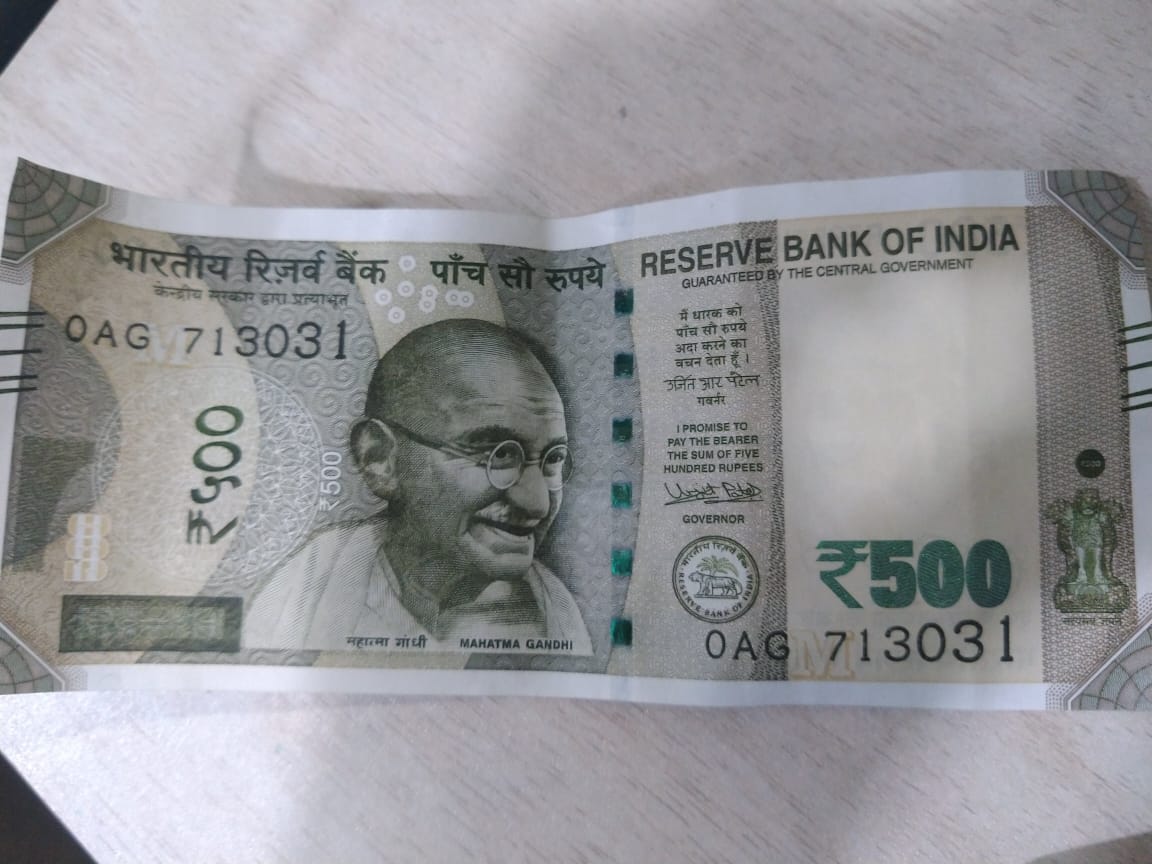 भारतीय रिज़र्व बैंक
केन्द्रीय सरकार द्वारा प्रत्याभूत
पाँच सौ रुपये
0AG 713031
₹५००
₹500
महात्मा गांधी
MAHATMA GANDHI
RESERVE BANK OF INDIA
GUARANTEED BY THE CENTRAL GOVERNMENT
मैं धारक को
पाँच सौ रुपये
अदा करने का
वचन देता हूँ ।
उर्जित आर पटेल
गवर्नर
I PROMISE TO
PAY THE BEARER
THE SUM OF FIVE
HUNDRED RUPEES
GOVERNOR
भारतीय रिज़र्व बैंक
RESERVE BANK OF INDIA
₹500
₹500
सत्यमेव जयते
M
0AG 713031
M